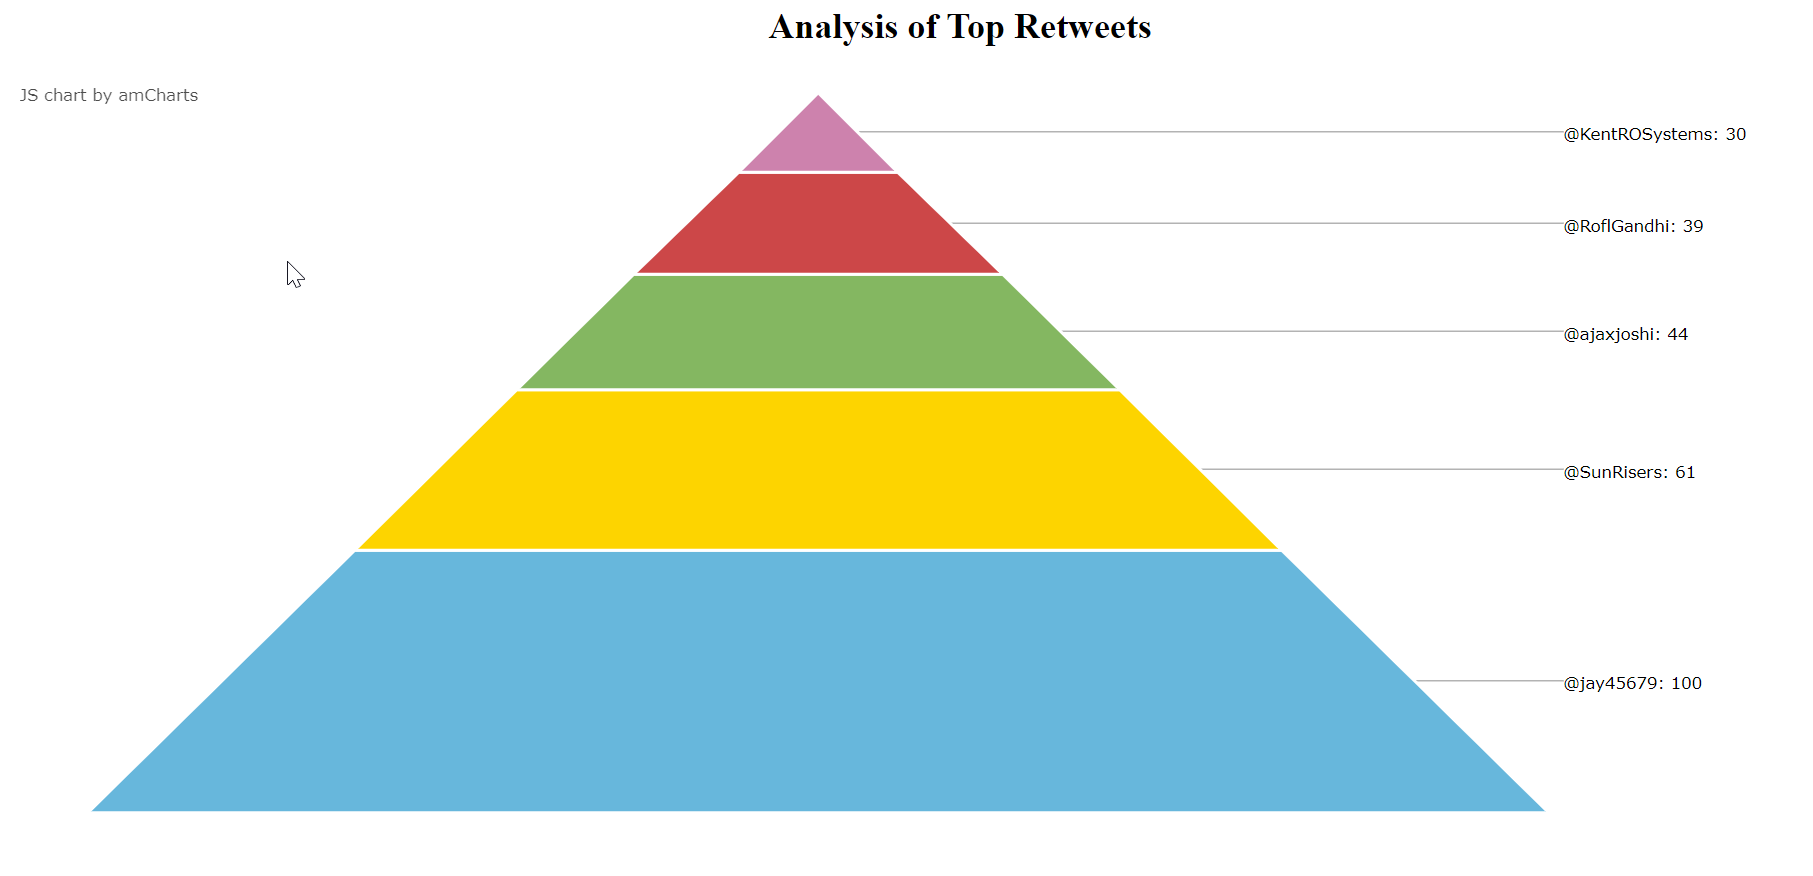 Analysis of Top Retweets
JS chart by amCharts
@KentROSystems: 30
@RoflGandhi: 39
@ajaxjoshi: 44
@SunRisers: 61
@jay45679: 100